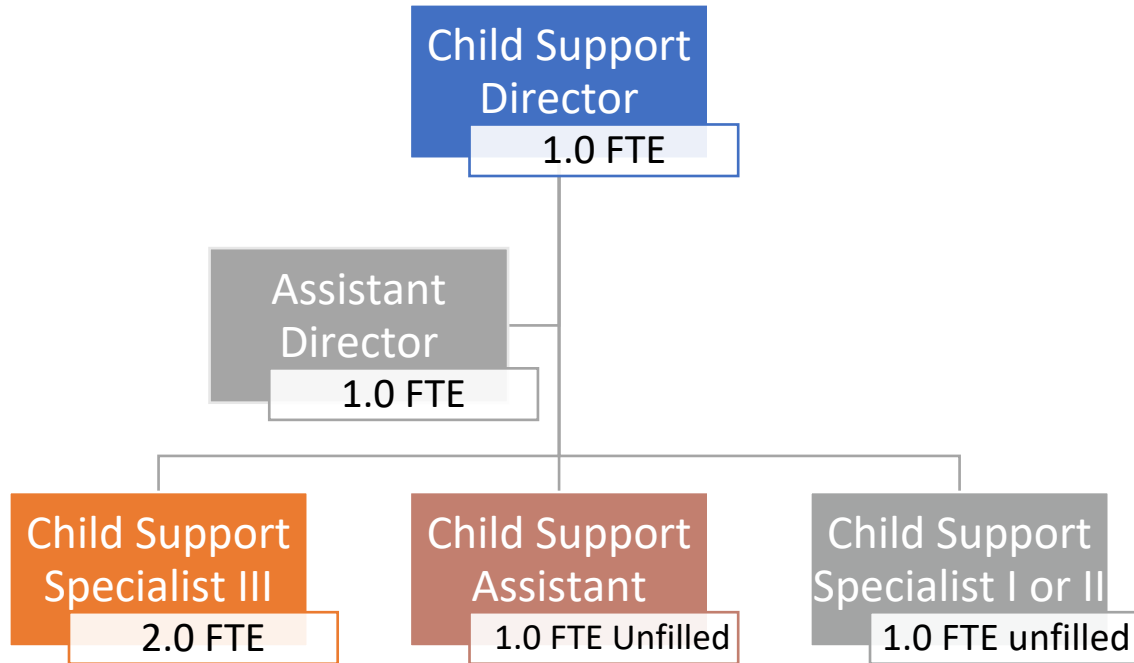 Child Support
Director
1.0 FTE
Assistant
Director
1.0 FTE
Child Support
Specialist III
2.0 FTE
Child Support
Assistant
1.0 FTE Unfilled
Child Support
Specialist I or II
1.0 FTE unfilled